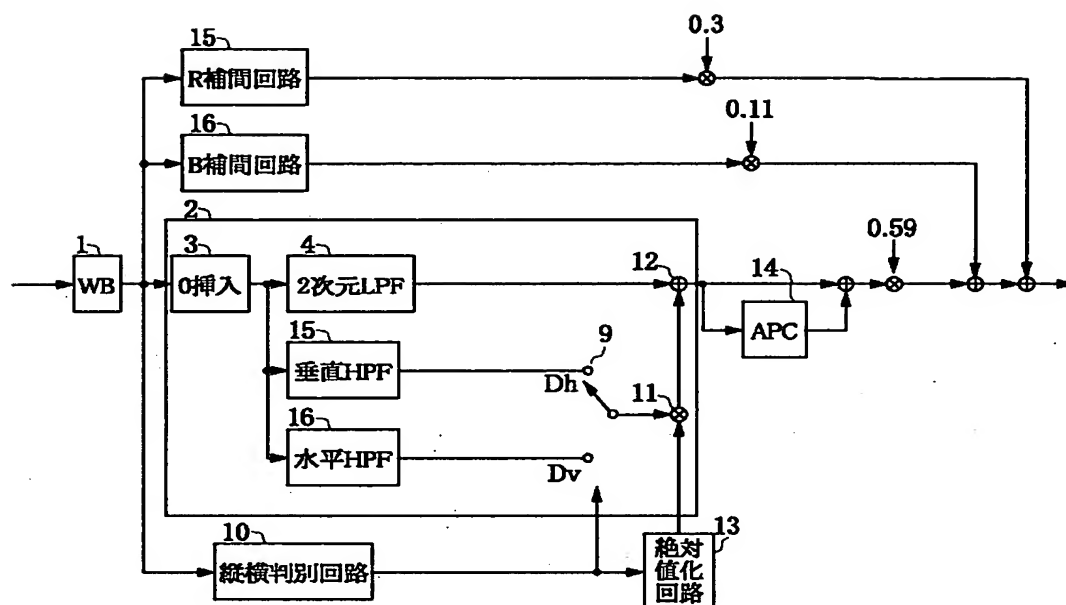 15
R補間回路
0.3
16
B補間回路
0.11
2
1
WB
3
0挿入
4
2次元LPF
12
0.59
14
APC
15
垂直HPF
9
Dh
11
16
水平HPF
Dv
10
縦横判別回路
13
絶対
値化
回路